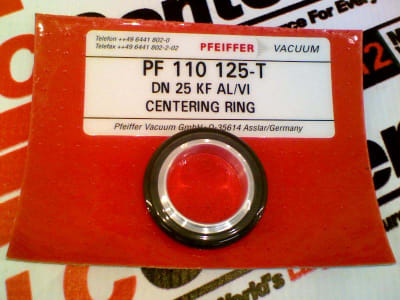 Telefon ++49 6441 802-0
Telefax ++49 6441 802-2-02
PFEIFFER VACUUM
PF 110 125-T
DN 25 KF AL/VI
CENTERING RING
Pfeiffer Vacuum GmbH · D-35614 Asslar/Germany
World's